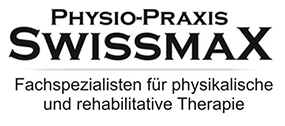 PHYSIO-PRAXIS
SWISSMAX
Fachspezialisten für physikalische
und rehabilitative Therapie